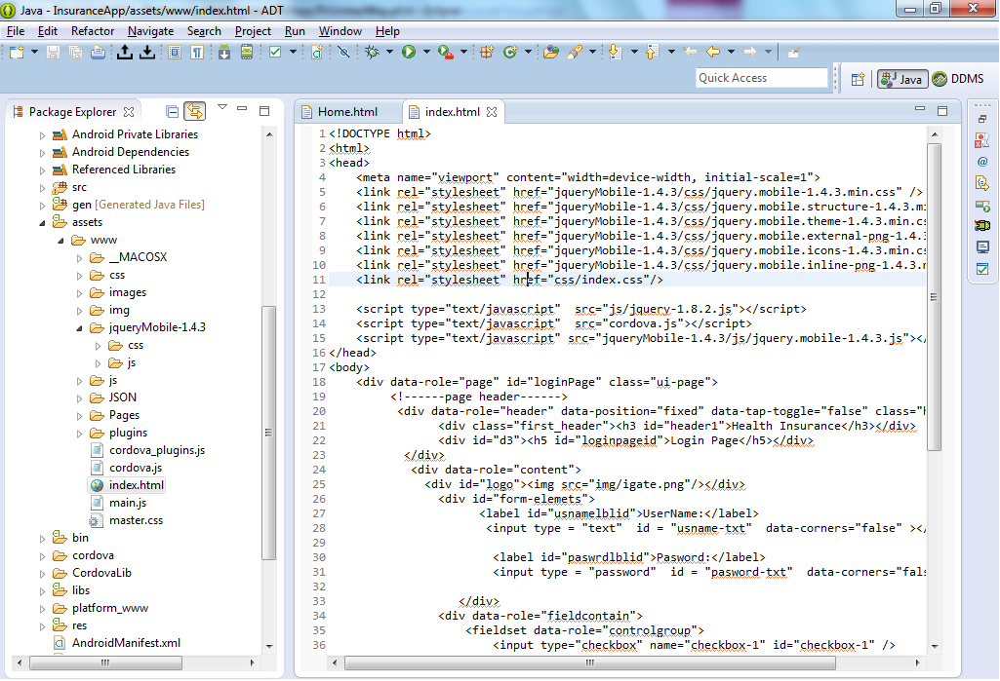 Java - InsuranceApp/assets/www/index.html - ADT
File Edit Refactor Navigate Search Project Run Window Help
Quick Access
Java
DDMS
Package Explorer
Android Private Libraries
Android Dependencies
Referenced Libraries
src
gen [Generated Java Files]
assets
www
__MACOSX
css
images
img
jqueryMobile-1.4.3
css
js
js
JSON
Pages
plugins
cordova_plugins.js
cordova.js
index.html
main.js
master.css
bin
cordova
CordovaLib
libs
platform_www
res
AndroidManifest.xml
Home.html
index.html
1 <!DOCTYPE html>
2 <html>
3 <head>
4 <meta name="viewport" content="width=device-width, initial-scale=1">
5 <link rel="stylesheet" href="jqueryMobile-1.4.3/css/jquery.mobile-1.4.3.min.css" />
6 <link rel="stylesheet" href="jqueryMobile-1.4.3/css/jquery.mobile.structure-1.4.3.mi
7 <link rel="stylesheet" href="jqueryMobile-1.4.3/css/jquery.mobile.theme-1.4.3.min.cs
8 <link rel="stylesheet" href="jqueryMobile-1.4.3/css/jquery.mobile.external-png-1.4.3
9 <link rel="stylesheet" href="jqueryMobile-1.4.3/css/jquery.mobile.icons-1.4.3.min.cs
10 <link rel="stylesheet" href="jqueryMobile-1.4.3/css/jquery.mobile.inline-png-1.4.3.m
11 <link rel="stylesheet" href="css/index.css"/>
12
13 <script type="text/javascript" src="js/jquery-1.8.2.js"></script>
14 <script type="text/javascript" src="cordova.js"></script>
15 <script type="text/javascript" src="jqueryMobile-1.4.3/js/jquery.mobile-1.4.3.js"></
16 </head>
17 <body>
18 <div data-role="page" id="loginPage" class="ui-page">
19 <!------page header------>
20 <div data-role="header" data-position="fixed" data-tap-toggle="false" class="h
21 <div class="first_header"><h3 id="header1">Health Insurance</h3></div>
22 <div id="d3"><h5 id="loginpageid">Login Page</h5></div>
23 </div>
24 <div data-role="content">
25 <div id="logo"><img src="img/igate.png"/></div>
26 <div id="form-elemets">
27 <label id="usnamelblid">UserName:</label>
28 <input type = "text" id = "usname-txt" data-corners="false" ></
29
30 <label id="paswrdlblid">Pasword:</label>
31 <input type = "password" id = "pasword-txt" data-corners="fals
32
33 </div>
34 <div data-role="fieldcontain">
35 <fieldset data-role="controlgroup">
36 <input type="checkbox" name="checkbox-1" id="checkbox-1" />